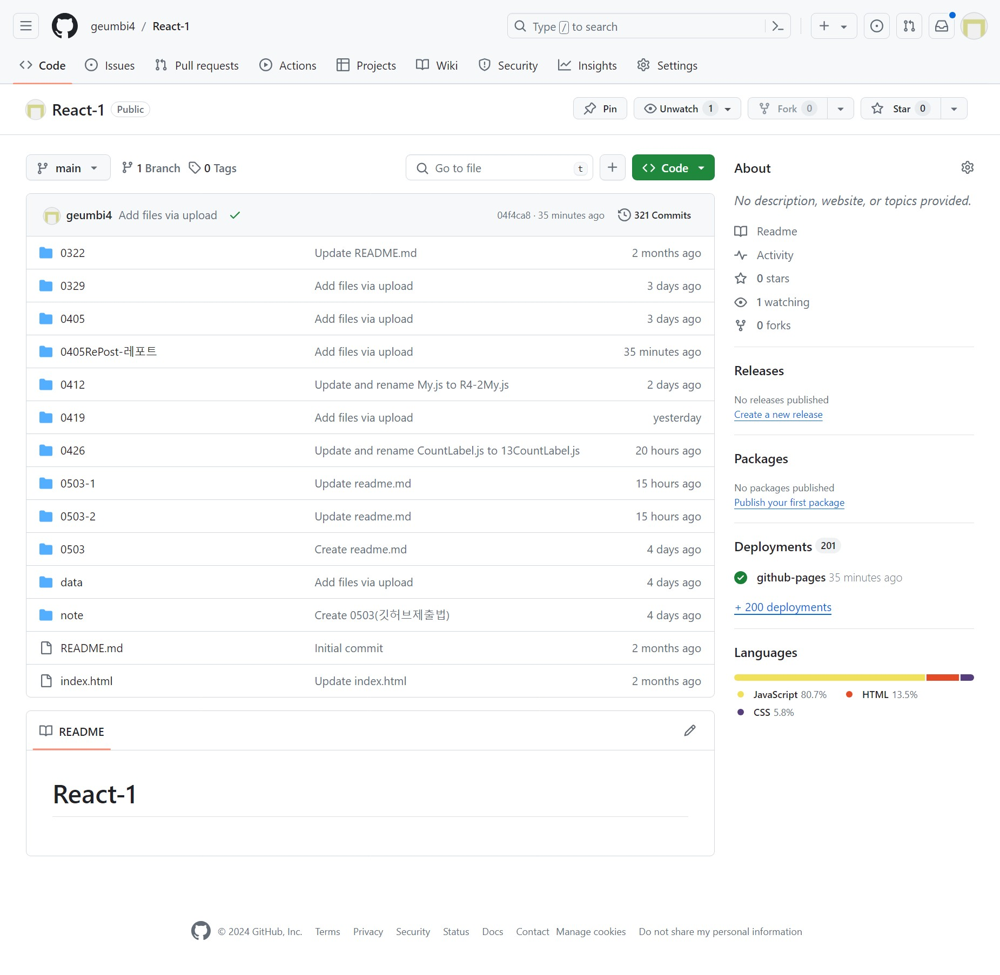 geumbi4 / React-1
Type / to search
Code Issues Pull requests Actions Projects Wiki Security Insights Settings
React-1 Public
Pin Unwatch 1 Fork 0 Star 0
main 1 Branch 0 Tags Go to file t + Code
geumbi4 Add files via upload 04f4ca8 · 35 minutes ago 321 Commits
0322 Update README.md 2 months ago
0329 Add files via upload 3 days ago
0405 Add files via upload 3 days ago
0405RePost-레포트 Add files via upload 35 minutes ago
0412 Update and rename My.js to R4-2My.js 2 days ago
0419 Add files via upload yesterday
0426 Update and rename CountLabel.js to 13CountLabel.js 20 hours ago
0503-1 Update readme.md 15 hours ago
0503-2 Update readme.md 15 hours ago
0503 Create readme.md 4 days ago
data Add files via upload 4 days ago
note Create 0503(깃허브제출법) 4 days ago
README.md Initial commit 2 months ago
index.html Update index.html 2 months ago
README
React-1
About
No description, website, or topics provided.
Readme
Activity
0 stars
1 watching
0 forks
Releases
No releases published
Create a new release
Packages
No packages published
Publish your first package
Deployments 201
github-pages 35 minutes ago
+ 200 deployments
Languages
JavaScript 80.7% HTML 13.5%
CSS 5.8%
© 2024 GitHub, Inc. Terms Privacy Security Status Docs Contact Manage cookies Do not share my personal information